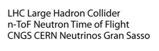 LHC Large Hadron Collider
n-ToF Neutron Time of Flight
CNGS CERN Neutrinos Gran Sasso